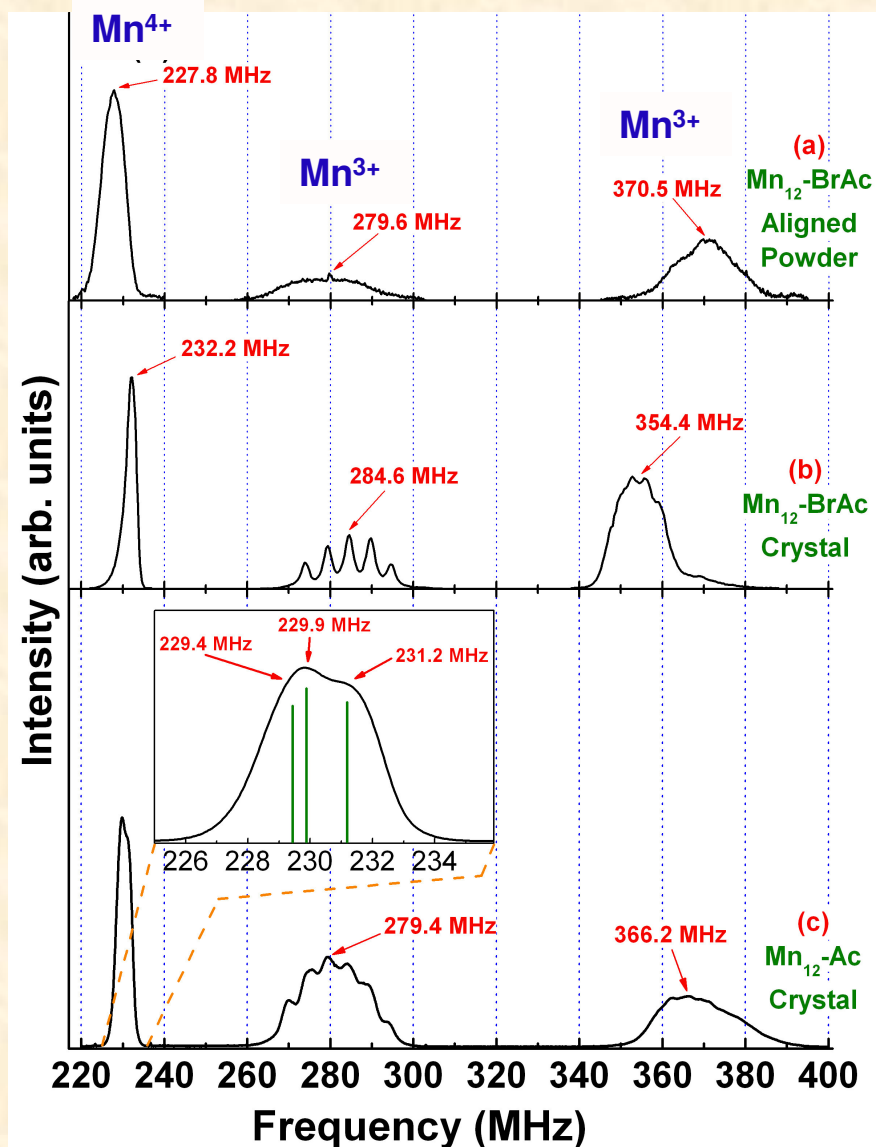 Mn4+
227.8 MHz
Mn3+
279.6 MHz
Mn3+
370.5 MHz
(a)
Mn12-BrAc
Aligned
Powder
232.2 MHz
284.6 MHz
354.4 MHz
(b)
Mn12-BrAc
Crystal
229.4 MHz
229.9 MHz
231.2 MHz
226 228 230 232 234
279.4 MHz
366.2 MHz
(c)
Mn12-Ac
Crystal
Intensity (arb. units)
220 240 260 280 300 320 340 360 380 400
Frequency (MHz)